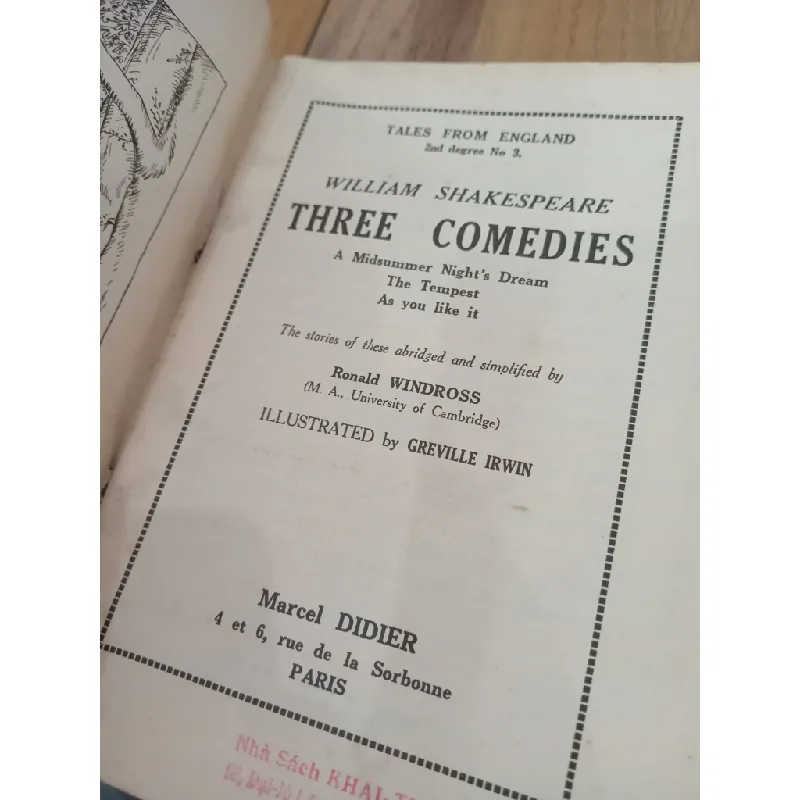 TALES FROM ENGLAND
2nd degree No 3.
WILLIAM SHAKESPEARE
THREE COMEDIES
A Midsummer Night's Dream
The Tempest
As you like it
The stories of these abridged and simplified by
Ronald WINDROSS
(M. A., University of Cambridge)
ILLUSTRATED by GREVILLE IRWIN
Marcel DIDIER
4 et 6, rue de la Sorbonne
PARIS
Nhà Sách KHAI-